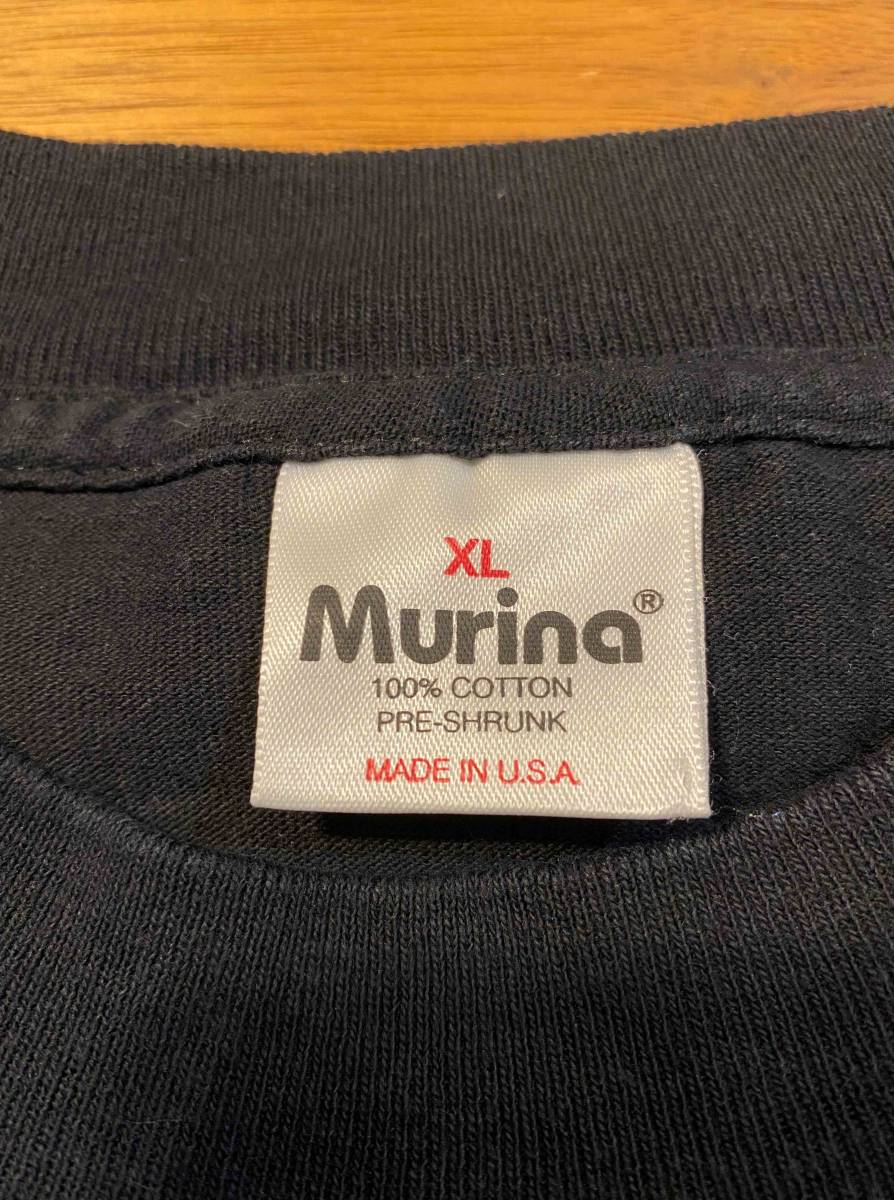 XL
Murina®
100% COTTON
PRE-SHRUNK
MADE IN U.S.A.